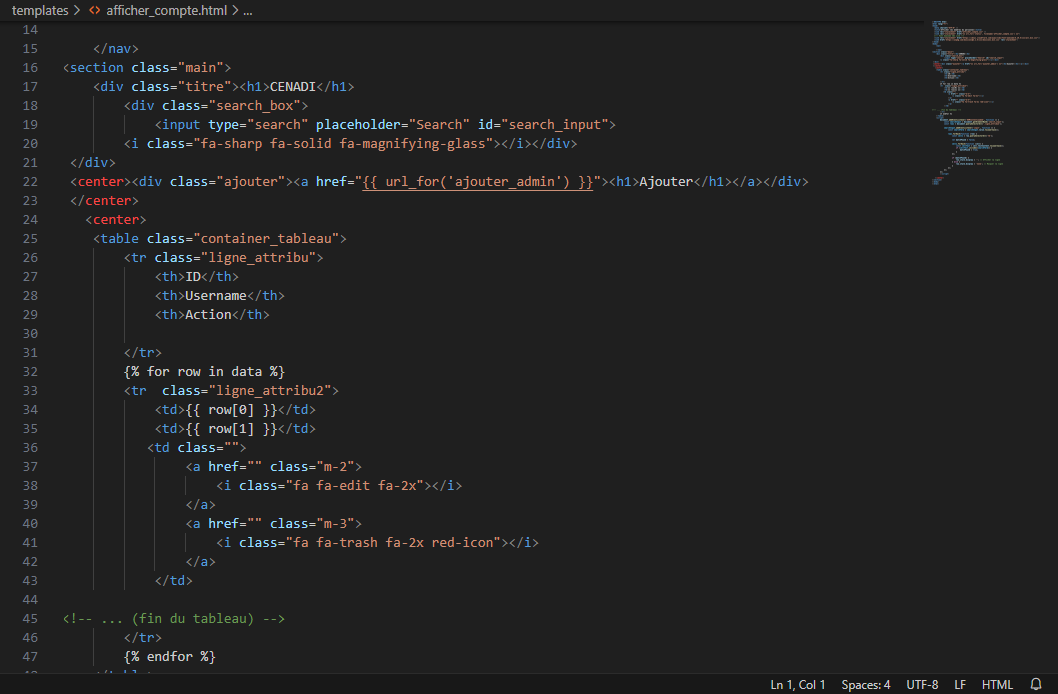 templates > <> afficher_compte.html > ...
14
15 </nav>
16 <section class="main">
17 <div class="titre"><h1>CENADI</h1>
18 <div class="search_box">
19 <input type="search" placeholder="Search" id="search_input">
20 <i class="fa-sharp fa-solid fa-magnifying-glass"></i></div>
21 </div>
22 <center><div class="ajouter"><a href="{{ url_for('ajouter_admin') }}"><h1>Ajouter</h1></a></div>
23 </center>
24 <center>
25 <table class="container_tableau">
26 <tr class="ligne_attribu">
27 <th>ID</th>
28 <th>Username</th>
29 <th>Action</th>
30
31 </tr>
32 {% for row in data %}
33 <tr  class="ligne_attribu2">
34 <td>{{ row[0] }}</td>
35 <td>{{ row[1] }}</td>
36 <td class="">
37 <a href="" class="m-2">
38 <i class="fa fa-edit fa-2x"></i>
39 </a>
40 <a href="" class="m-3">
41 <i class="fa fa-trash fa-2x red-icon"></i>
42 </a>
43 </td>
44
45 <!-- ... (fin du tableau) -->
46 </tr>
47 {% endfor %}
Ln 1, Col 1 Spaces: 4 UTF-8 LF HTML